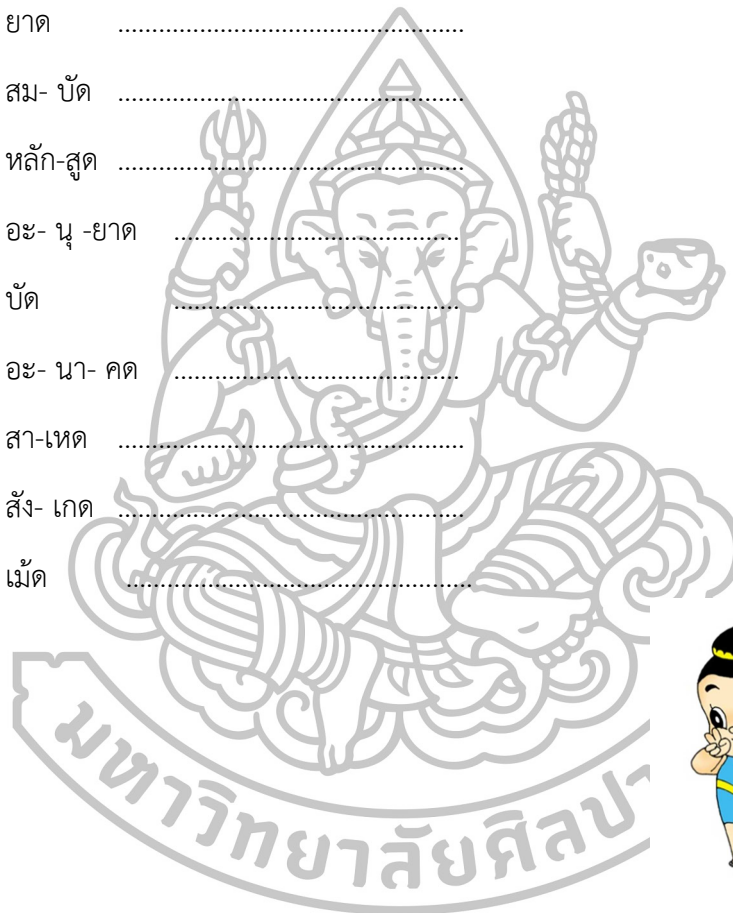 ยาด ..................................................
สม- บัด ..................................................
หลัก-สูด ..................................................
อะ- นุ -ยาด ..........................................
บัด ..........................................
อะ- นา- คด ..........................................
สา-เหด ..................................................
สัง- เกด ..................................................
เม้ด ..................................................
มหาวิทยาลัยศิลปา